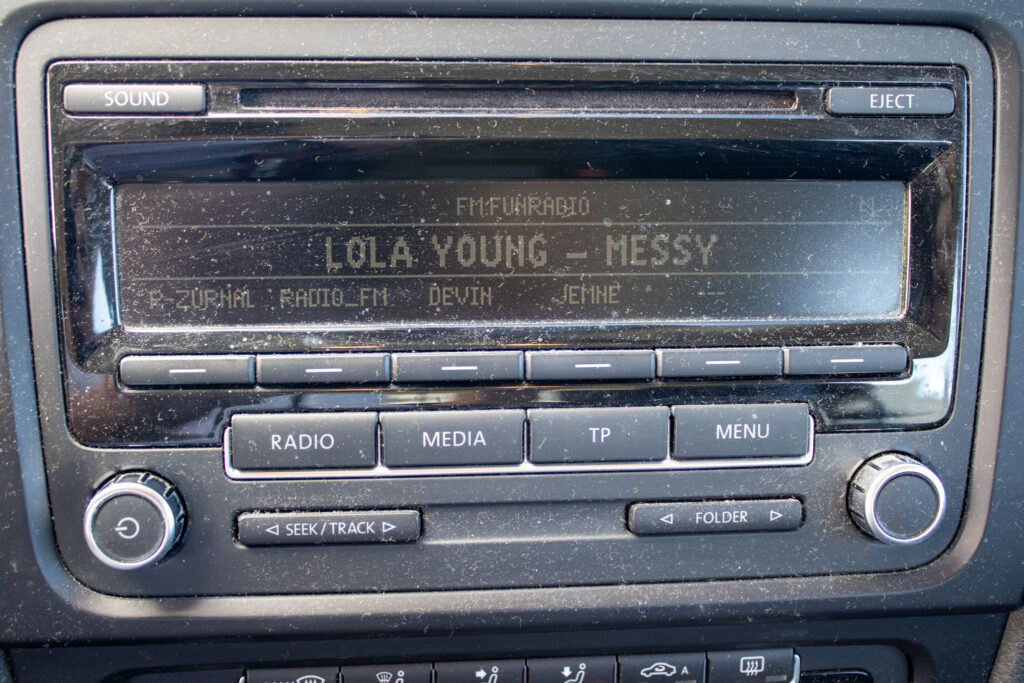 SOUND
EJECT
FM:FUNRADIO
LOLA YOUNG - MESSY
R-ZURNAL RADIO_FM DEVIN JEMNE ---
RADIO MEDIA TP MENU
SEEK/TRACK
FOLDER
A